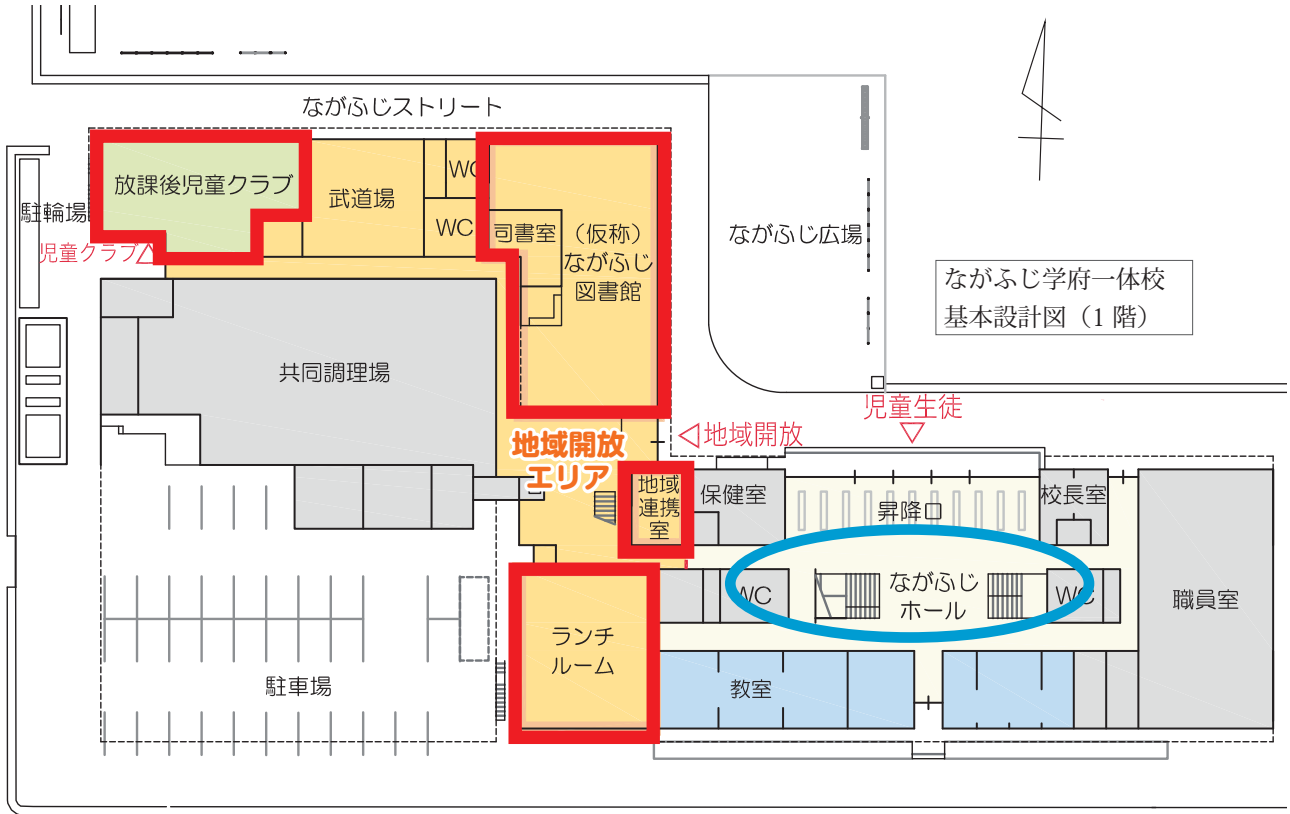 ながふじストリート
放課後児童クラブ
武道場
WC
WC
駐輪場
児童クラブ
司書室
(仮称)
ながふじ
図書館
ながふじ広場
ながふじ学府一体校
基本設計図(1 階)
共同調理場
地域開放
エリア
地域開放
児童生徒
地域
連携
室
保健室
昇降口
校長室
WC
ながふじ
ホール
WC
職員室
ランチ
ルーム
教室
駐車場